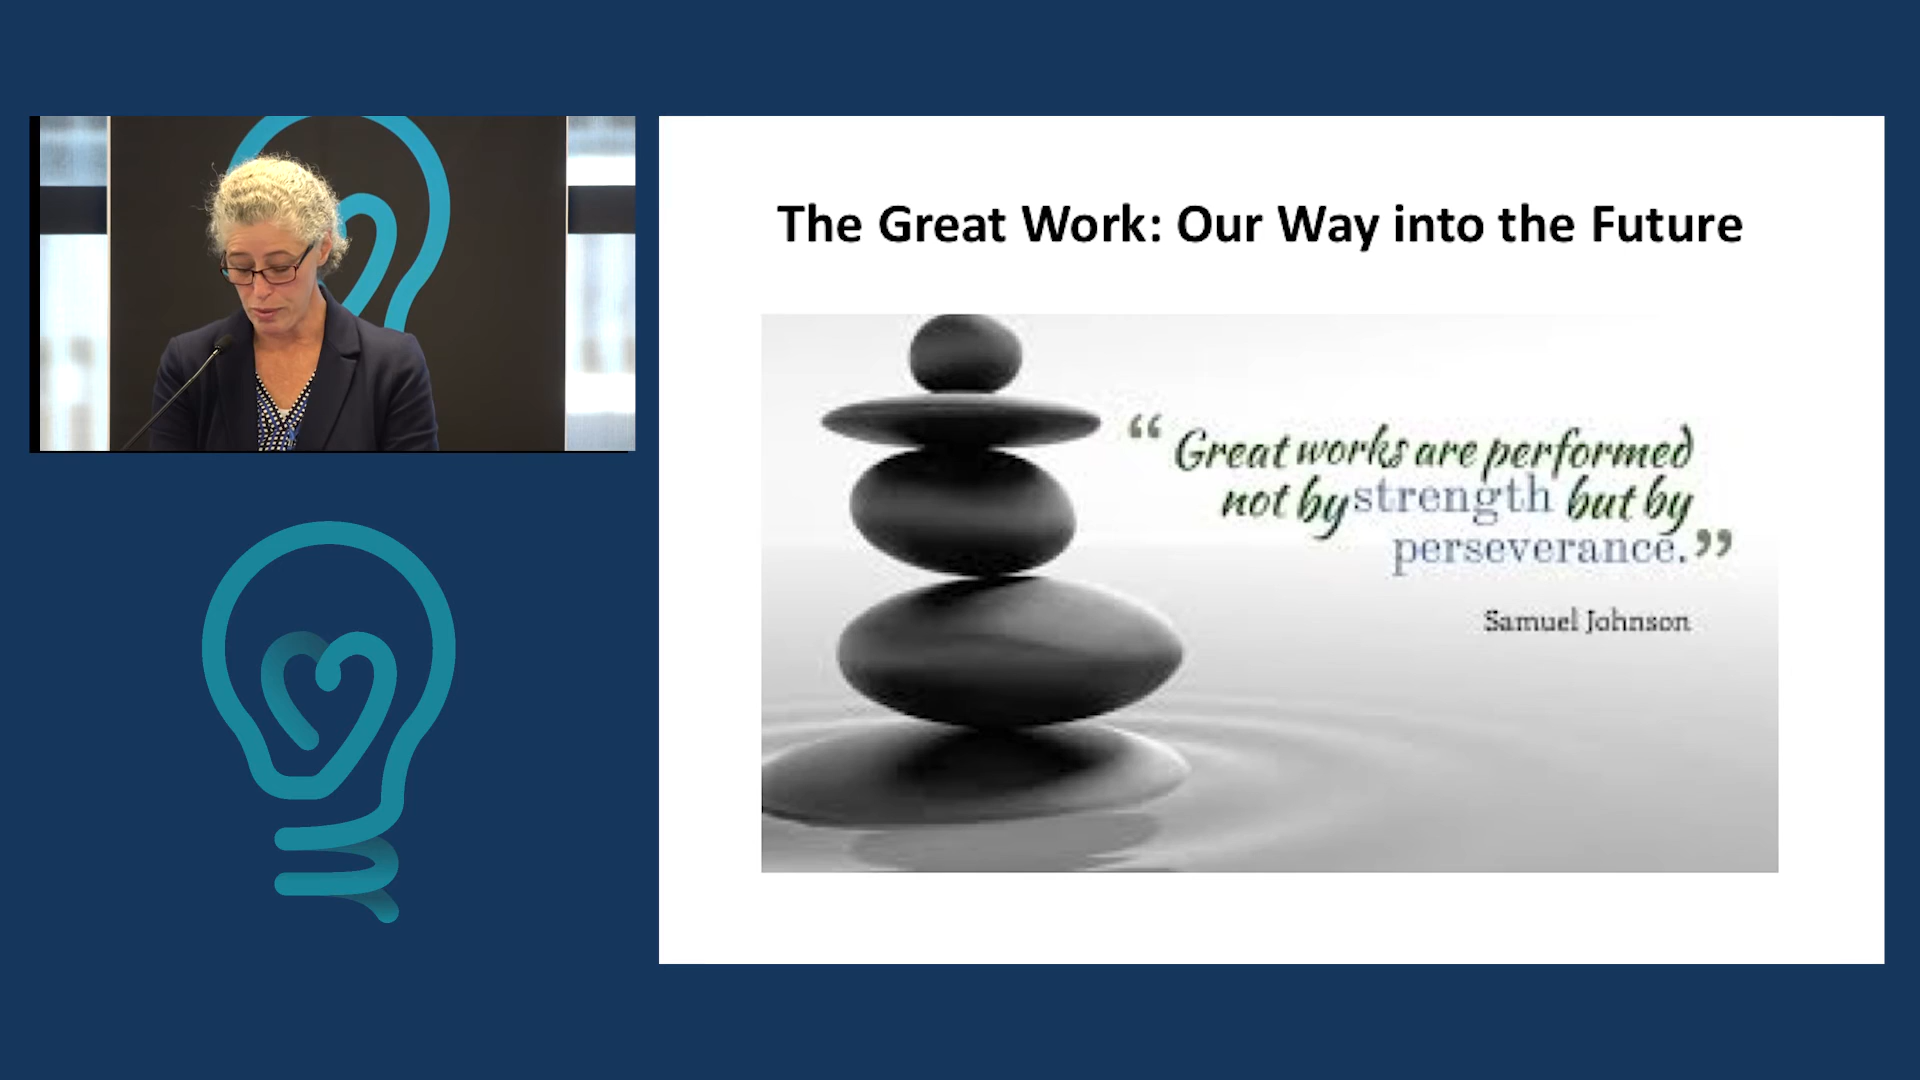 The Great Work: Our Way into the Future
“Great works are performed
not by strength but by
perseverance.”
Samuel Johnson